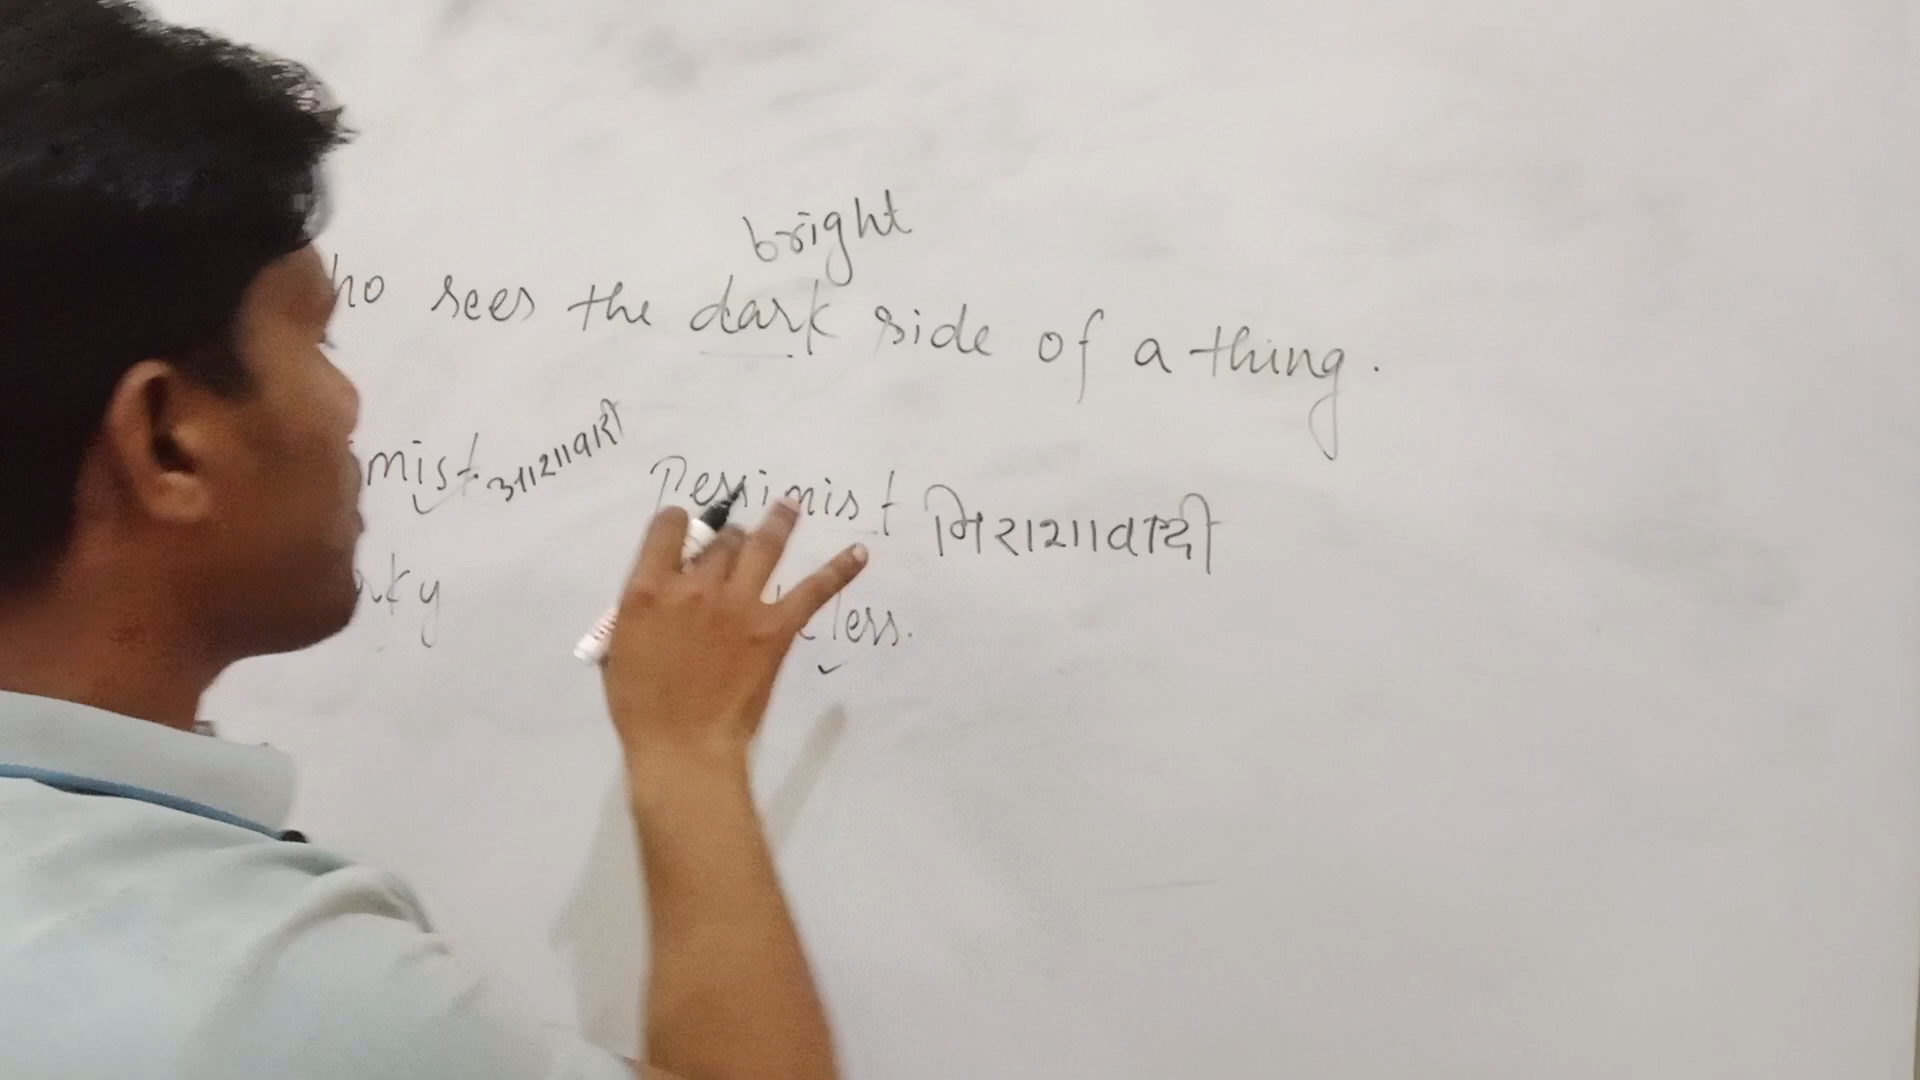 bright
ho sees the dark side of a thing.
mist आशावादी Pessimist निराशावादी
ky less.